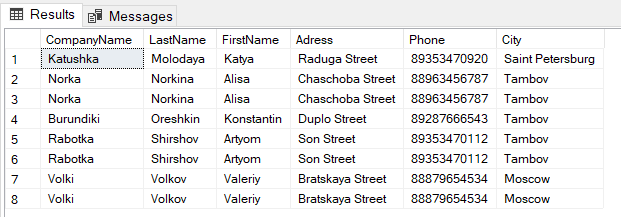 Results Messages
CompanyName LastName FirstName Adress Phone City
1 Katushka Molodaya Katya Raduga Street 89353470920 Saint Petersburg
2 Norka Norkina Alisa Chaschoba Street 88963456787 Tambov
3 Norka Norkina Alisa Chaschoba Street 88963456787 Tambov
4 Burundiki Oreshkin Konstantin Duplo Street 89287666543 Tambov
5 Rabotka Shirshov Artyom Son Street 89353470112 Tambov
6 Rabotka Shirshov Artyom Son Street 89353470112 Tambov
7 Volki Volkov Valeriy Bratskaya Street 88879654534 Moscow
8 Volki Volkov Valeriy Bratskaya Street 88879654534 Moscow